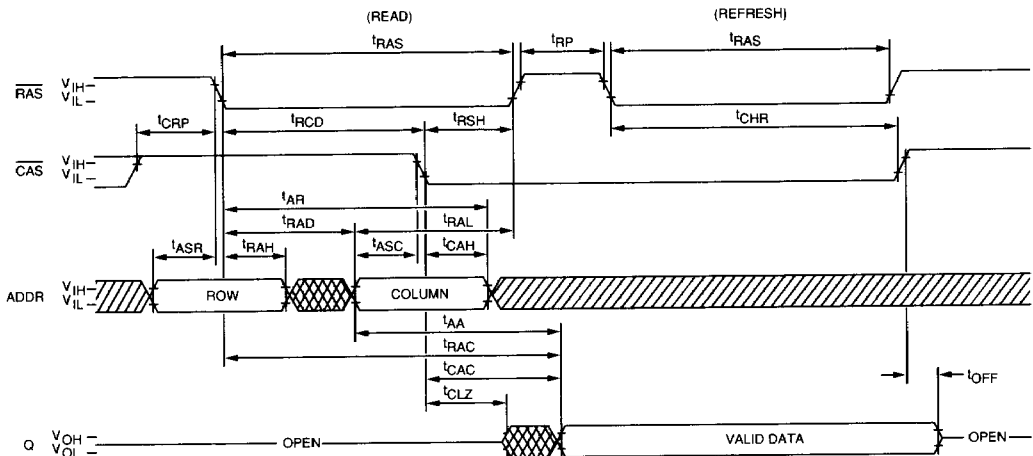 (READ) (REFRESH)
tRAS tRP tRAS
RAS VIH VIL
tCRP tRCD tRSH tCHR
CAS VIH VIL
tAR
tRAD tRAL
tASR tRAH tASC tCAH
ADDR VIH VIL ROW COLUMN
tAA
tRAC
tCAC tOFF
tCLZ
Q VOH VOL OPEN VALID DATA OPEN